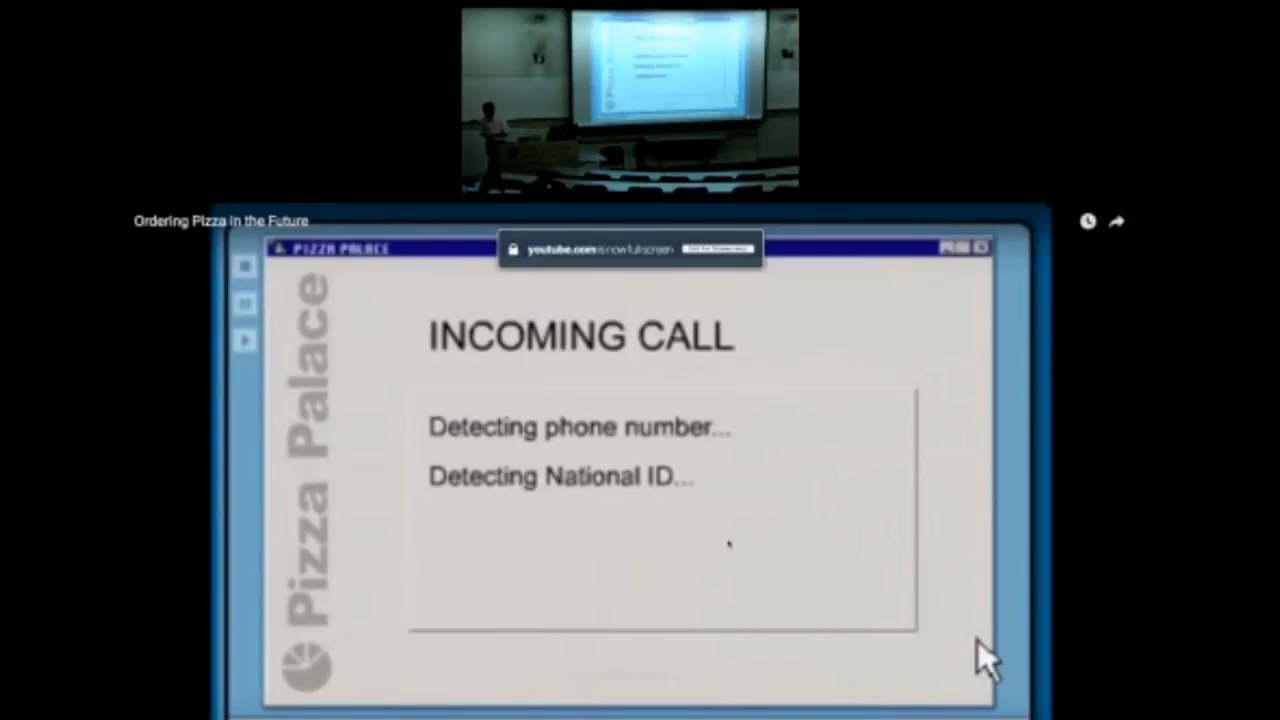 Ordering Pizza in the Future
PIZZA PALACE
youtube.com is now full screen
Pizza Palace
INCOMING CALL
Detecting phone number...
Detecting National ID...